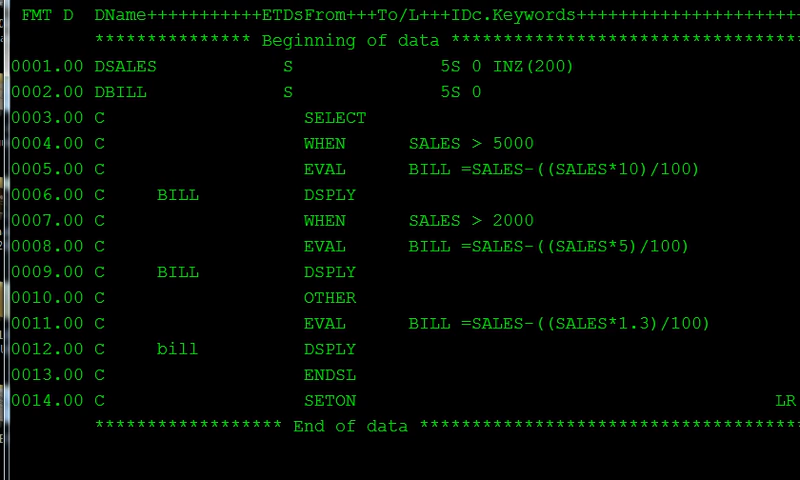 FMT D  DName+++++++++++ETDsFrom+++To/L+++IDc.Keywords+++++++++++++++++++++
*************** Beginning of data **********************************
0001.00 DSALES            S              5S 0 INZ(200)
0002.00 DBILL             S              5S 0
0003.00 C                   SELECT
0004.00 C                   WHEN      SALES > 5000
0005.00 C                   EVAL      BILL =SALES-((SALES*10)/100)
0006.00 C     BILL          DSPLY
0007.00 C                   WHEN      SALES > 2000
0008.00 C                   EVAL      BILL =SALES-((SALES*5)/100)
0009.00 C     BILL          DSPLY
0010.00 C                   OTHER
0011.00 C                   EVAL      BILL =SALES-((SALES*1.3)/100)
0012.00 C     bill          DSPLY
0013.00 C                   ENDSL
0014.00 C                   SETON                                        LR
****************** End of data *************************************